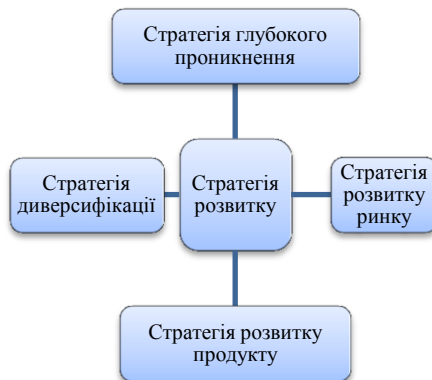 Стратегія глубокого
проникнення
Стратегія
диверсифікації
Стратегія
розвитку
Стратегія
розвитку
ринку
Стратегія розвитку
продукту